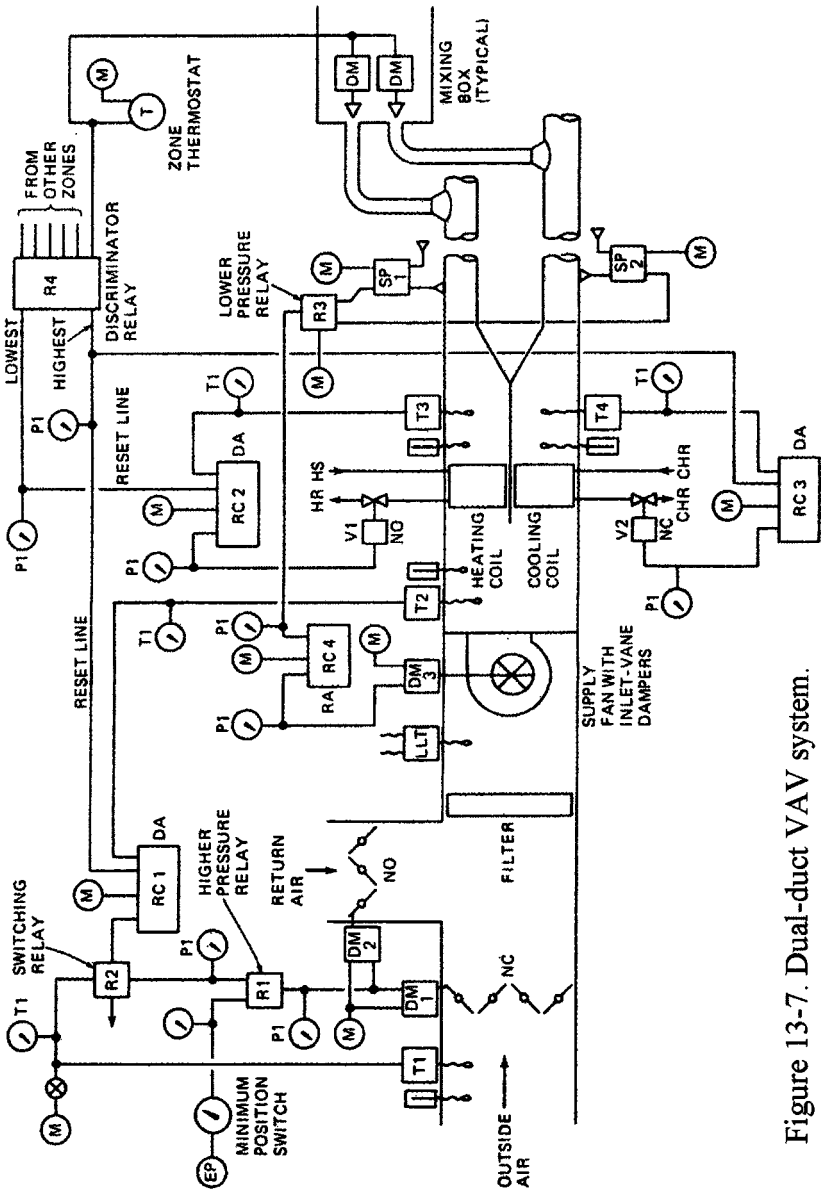 T1
SWITCHING
RELAY
M
R2
M
RC 1
DA
RESET LINE
P1
EP
MINIMUM
POSITION
SWITCH
HIGHER
PRESSURE
RELAY
R1
P1
M
DM
2
DM
1
T1
NC
NO
RETURN
AIR
OUTSIDE
AIR
FILTER
LLT
P1
M
P1
RC 4
RA
M
DM
3
SUPPLY
FAN WITH
INLET-VANE
DAMPERS
T1
T2
P1
P1
LOWEST
HIGHEST
R4
DISCRIMINATOR
RELAY
FROM
OTHER
ZONES
P1
RESET LINE
M
RC 2
DA
T1
V1
NO
HR
HS
T3
HEATING
COIL
COOLING
COIL
T4
T1
V2
NC
CHR
CHR
P1
M
RC 3
DA
LOWER
PRESSURE
RELAY
R3
M
M
SP
1
SP
2
M
M
T
ZONE
THERMOSTAT
DM
DM
MIXING
BOX
(TYPICAL)
Figure 13-7. Dual-duct VAV system.